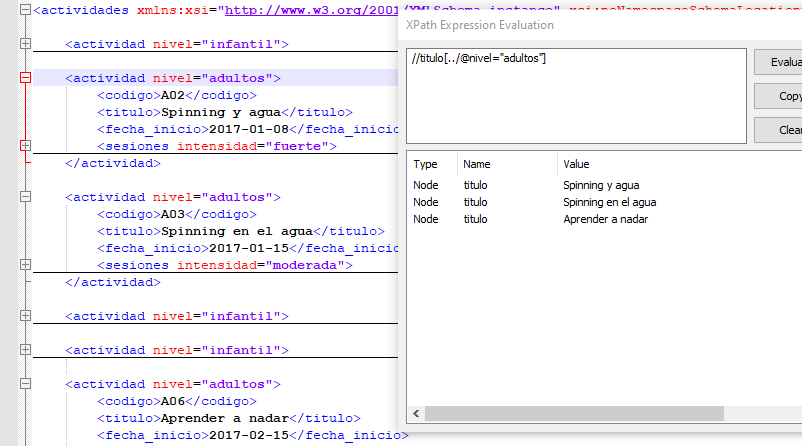 <actividades xmlns:xsi="http://www.w3.org/2001/XMLSchema-instance" xsi:noNamespaceSchemaLocation
<actividad nivel="infantil">
<actividad nivel="adultos">
<codigo>A02</codigo>
<titulo>Spinning y agua</titulo>
<fecha_inicio>2017-01-08</fecha_inicio
<sesiones intensidad="fuerte">
</actividad>
<actividad nivel="adultos">
<codigo>A03</codigo>
<titulo>Spinning en el agua</titulo>
<fecha_inicio>2017-01-15</fecha_inicio
<sesiones intensidad="moderada">
</actividad>
<actividad nivel="infantil">
<actividad nivel="infantil">
<actividad nivel="adultos">
<codigo>A06</codigo>
<titulo>Aprender a nadar</titulo>
<fecha_inicio>2017-02-15</fecha_inicio>
XPath Expression Evaluation
//titulo[../@nivel="adultos"]
Evalua
Copy
Clear
Type Name Value
Node titulo Spinning y agua
Node titulo Spinning en el agua
Node titulo Aprender a nadar